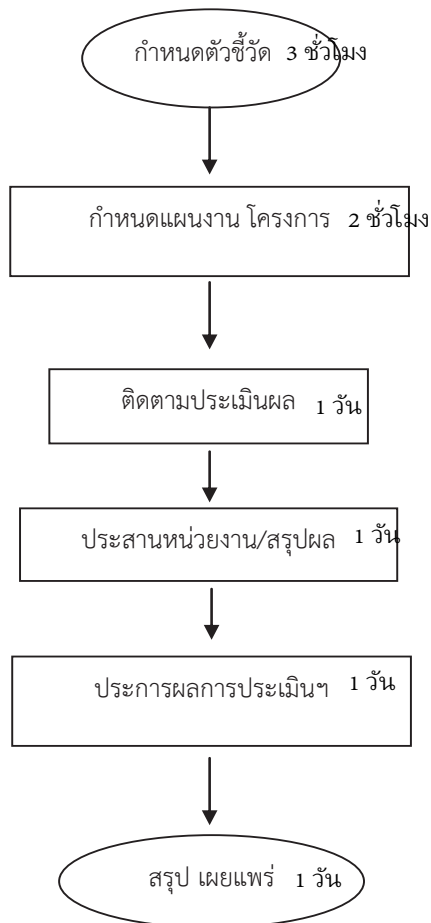 กำหนดตัวชี้วัด 3 ชั่วโมง
กำหนดแผนงาน โครงการ 2 ชั่วโมง
ติดตามประเมินผล 1 วัน
ประสานหน่วยงาน/สรุปผล 1 วัน
ประการผลการประเมินฯ 1 วัน
สรุป เผยแพร่ 1 วัน